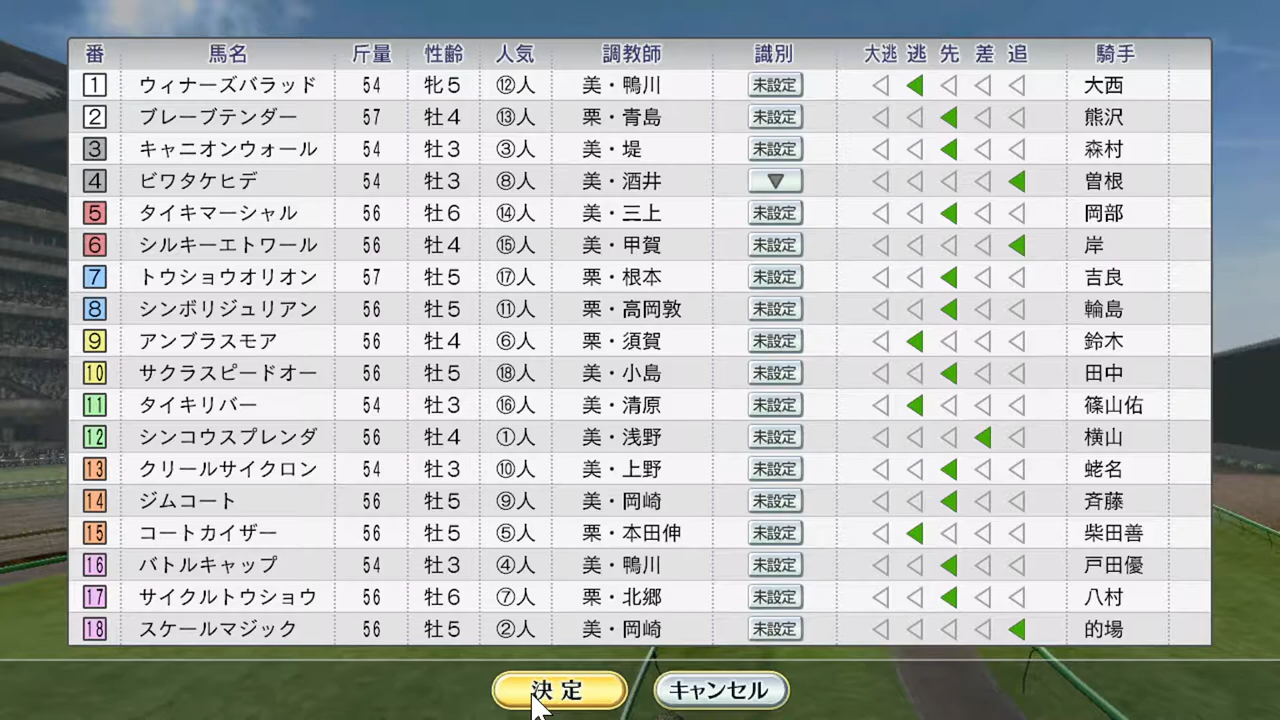 番 馬名 斤量 性齢 人気 調教師 識別 大逃 逃 先 差 追 騎手
1 ウィナーズバラッド 54 牝5 ⑫人 美・鴨川 未設定 大西
2 ブレーブテンダー 57 牡4 ⑬人 栗・青島 未設定 熊沢
3 キャニオンウォール 54 牡3 ③人 美・堤 未設定 森村
4 ビワタケヒデ 54 牡3 ⑧人 美・酒井 ▼ 曽根
5 タイキマーシャル 56 牡6 ⑭人 美・三上 未設定 岡部
6 シルキーエトワール 56 牡4 ⑮人 美・甲賀 未設定 岸
7 トウショウオリオン 57 牡5 ⑰人 栗・根本 未設定 吉良
8 シンボリジュリアン 56 牡5 ⑪人 栗・高岡敦 未設定 輪島
9 アンブラスモア 56 牡4 ⑥人 栗・須賀 未設定 鈴木
10 サクラスピードオー 56 牡5 ⑱人 美・小島 未設定 田中
11 タイキリバー 54 牡3 ⑯人 美・清原 未設定 篠山佑
12 シンコウスプレンダ 56 牡4 ①人 美・浅野 未設定 横山
13 クリールサイクロン 54 牡3 ⑩人 美・上野 未設定 蛯名
14 ジムコート 56 牡5 ⑨人 美・岡崎 未設定 斉藤
15 コートカイザー 56 牡5 ⑤人 栗・本田伸 未設定 柴田善
16 バトルキャップ 54 牡3 ④人 美・鴨川 未設定 戸田優
17 サイクルトウショウ 56 牡6 ⑦人 栗・北郷 未設定 八村
18 スケールマジック 56 牡5 ②人 美・岡崎 未設定 的場
決定 キャンセル